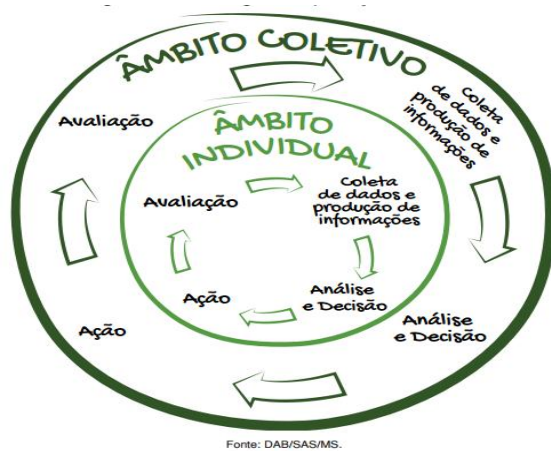 ÂMBITO COLETIVO
Avaliação
Coleta
de dados e
produção de
informações
Análise
e Decisão
Ação
ÂMBITO
INDIVIDUAL
Avaliação
Coleta
de dados e
produção de
informações
Análise
e Decisão
Ação
Fonte: DAB/SAS/MS.